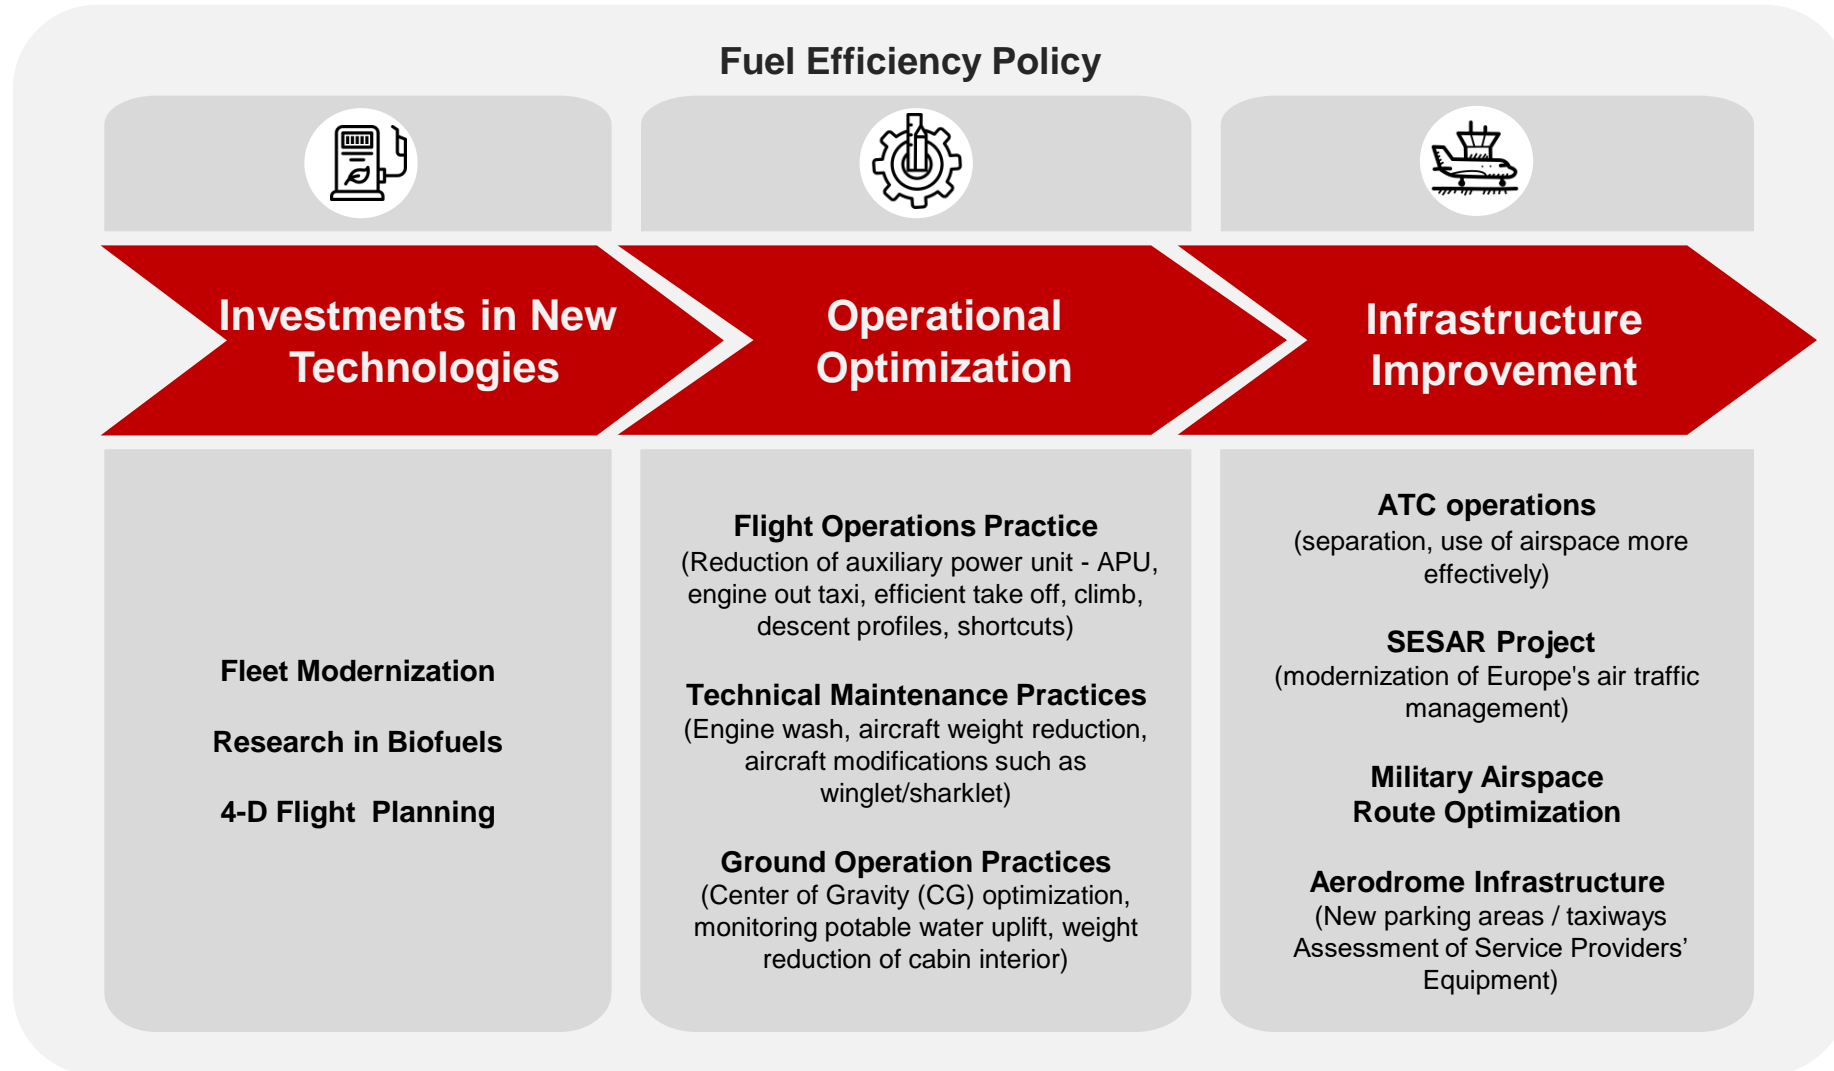 Fuel Efficiency Policy
Investments in New
Technologies
Operational
Optimization
Infrastructure
Improvement
Fleet Modernization
Research in Biofuels
4-D Flight  Planning
Flight Operations Practice
(Reduction of auxiliary power unit - APU,
engine out taxi, efficient take off, climb,
descent profiles, shortcuts)
Technical Maintenance Practices
(Engine wash, aircraft weight reduction,
aircraft modifications such as
winglet/sharklet)
Ground Operation Practices
(Center of Gravity (CG) optimization,
monitoring potable water uplift, weight
reduction of cabin interior)
ATC operations
(separation, use of airspace more
effectively)
SESAR Project
(modernization of Europe's air traffic
management)
Military Airspace
Route Optimization
Aerodrome Infrastructure
(New parking areas / taxiways
Assessment of Service Providers’
Equipment)